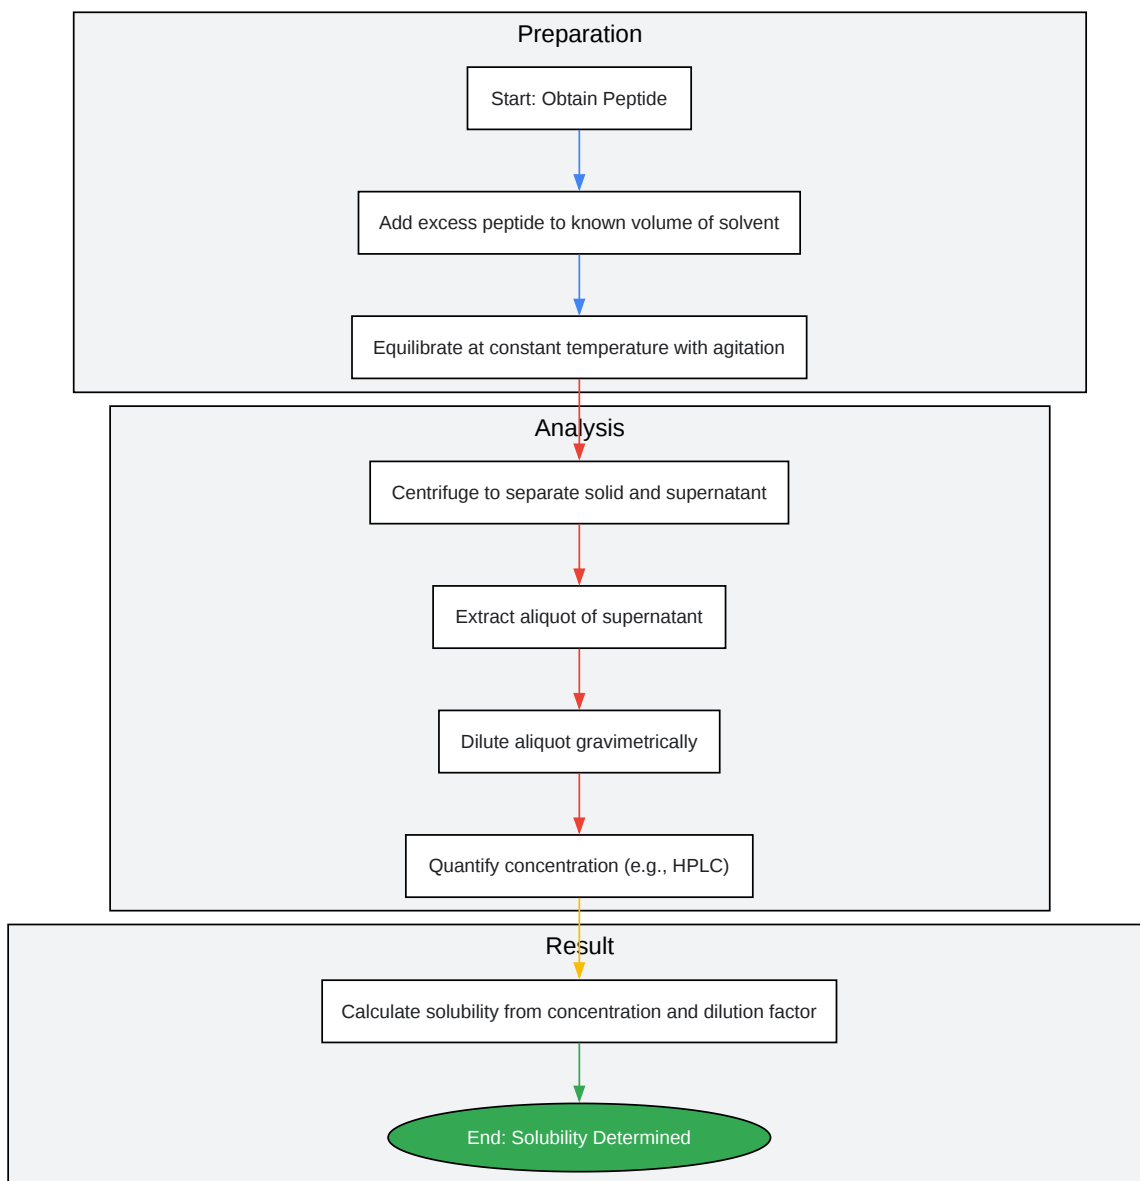 Preparation
Start: Obtain Peptide
Add excess peptide to known volume of solvent
Equilibrate at constant temperature with agitation
Analysis
Centrifuge to separate solid and supernatant
Extract aliquot of supernatant
Dilute aliquot gravimetrically
Quantify concentration (e.g., HPLC)
Result
Calculate solubility from concentration and dilution factor
End: Solubility Determined